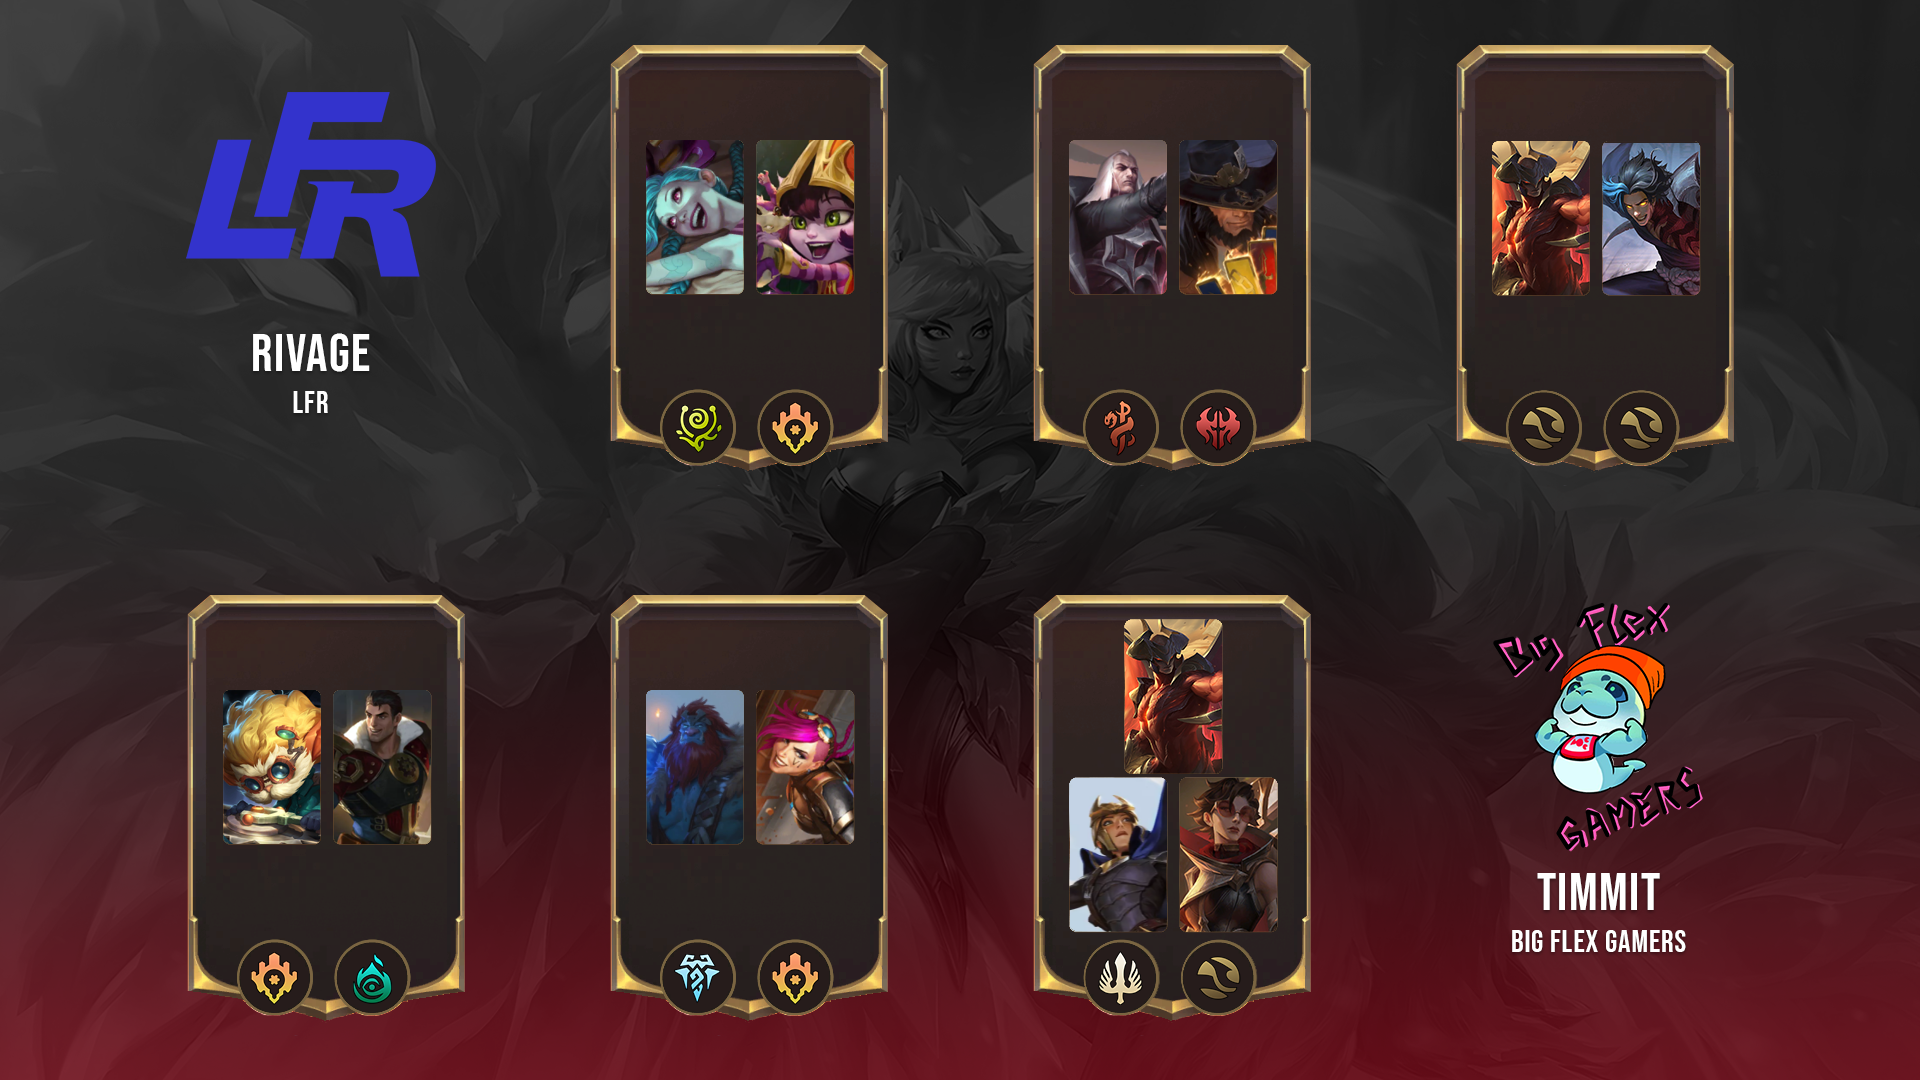 LFR
RIVAGE
LFR
Big Flex
GAMERS
TIMMIT
BIG FLEX GAMERS